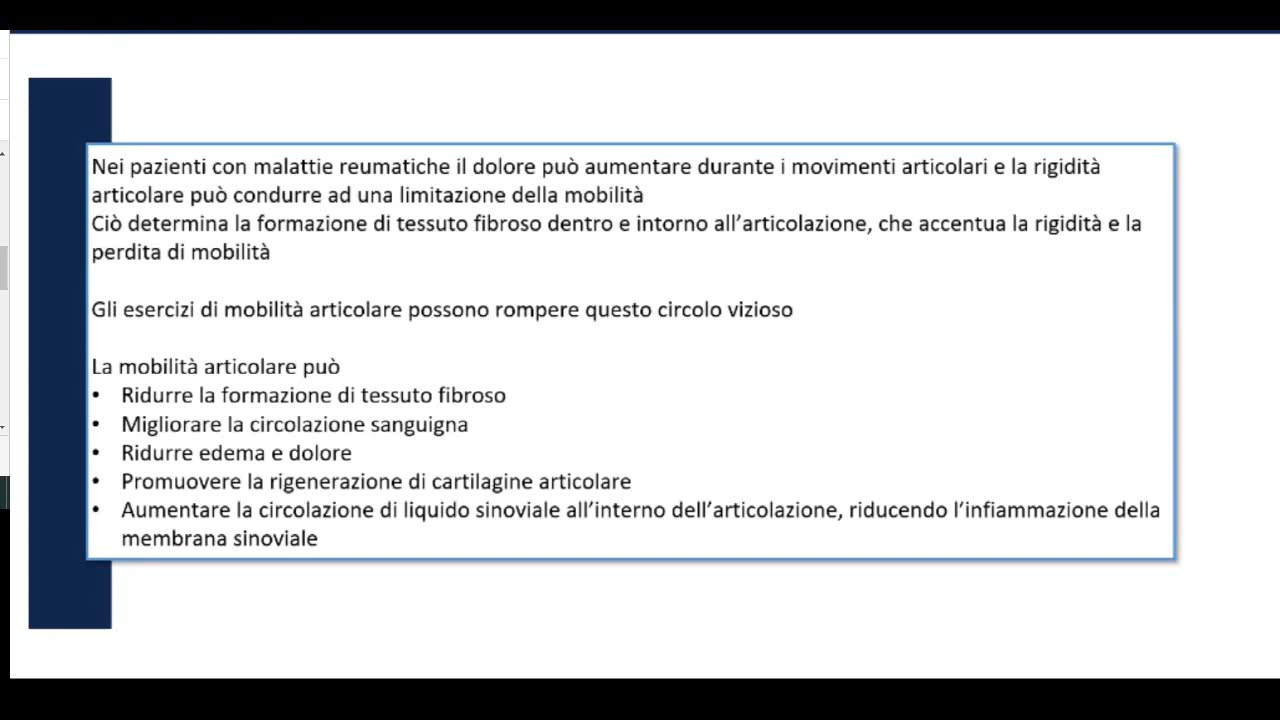 Nei pazienti con malattie reumatiche il dolore può aumentare durante i movimenti articolari e la rigidità
articolare può condurre ad una limitazione della mobilità
Ciò determina la formazione di tessuto fibroso dentro e intorno all'articolazione, che accentua la rigidità e la
perdita di mobilità
Gli esercizi di mobilità articolare possono rompere questo circolo vizioso
La mobilità articolare può
• Ridurre la formazione di tessuto fibroso
• Migliorare la circolazione sanguigna
• Ridurre edema e dolore
• Promuovere la rigenerazione di cartilagine articolare
• Aumentare la circolazione di liquido sinoviale all'interno dell'articolazione, riducendo l'infiammazione della
membrana sinoviale